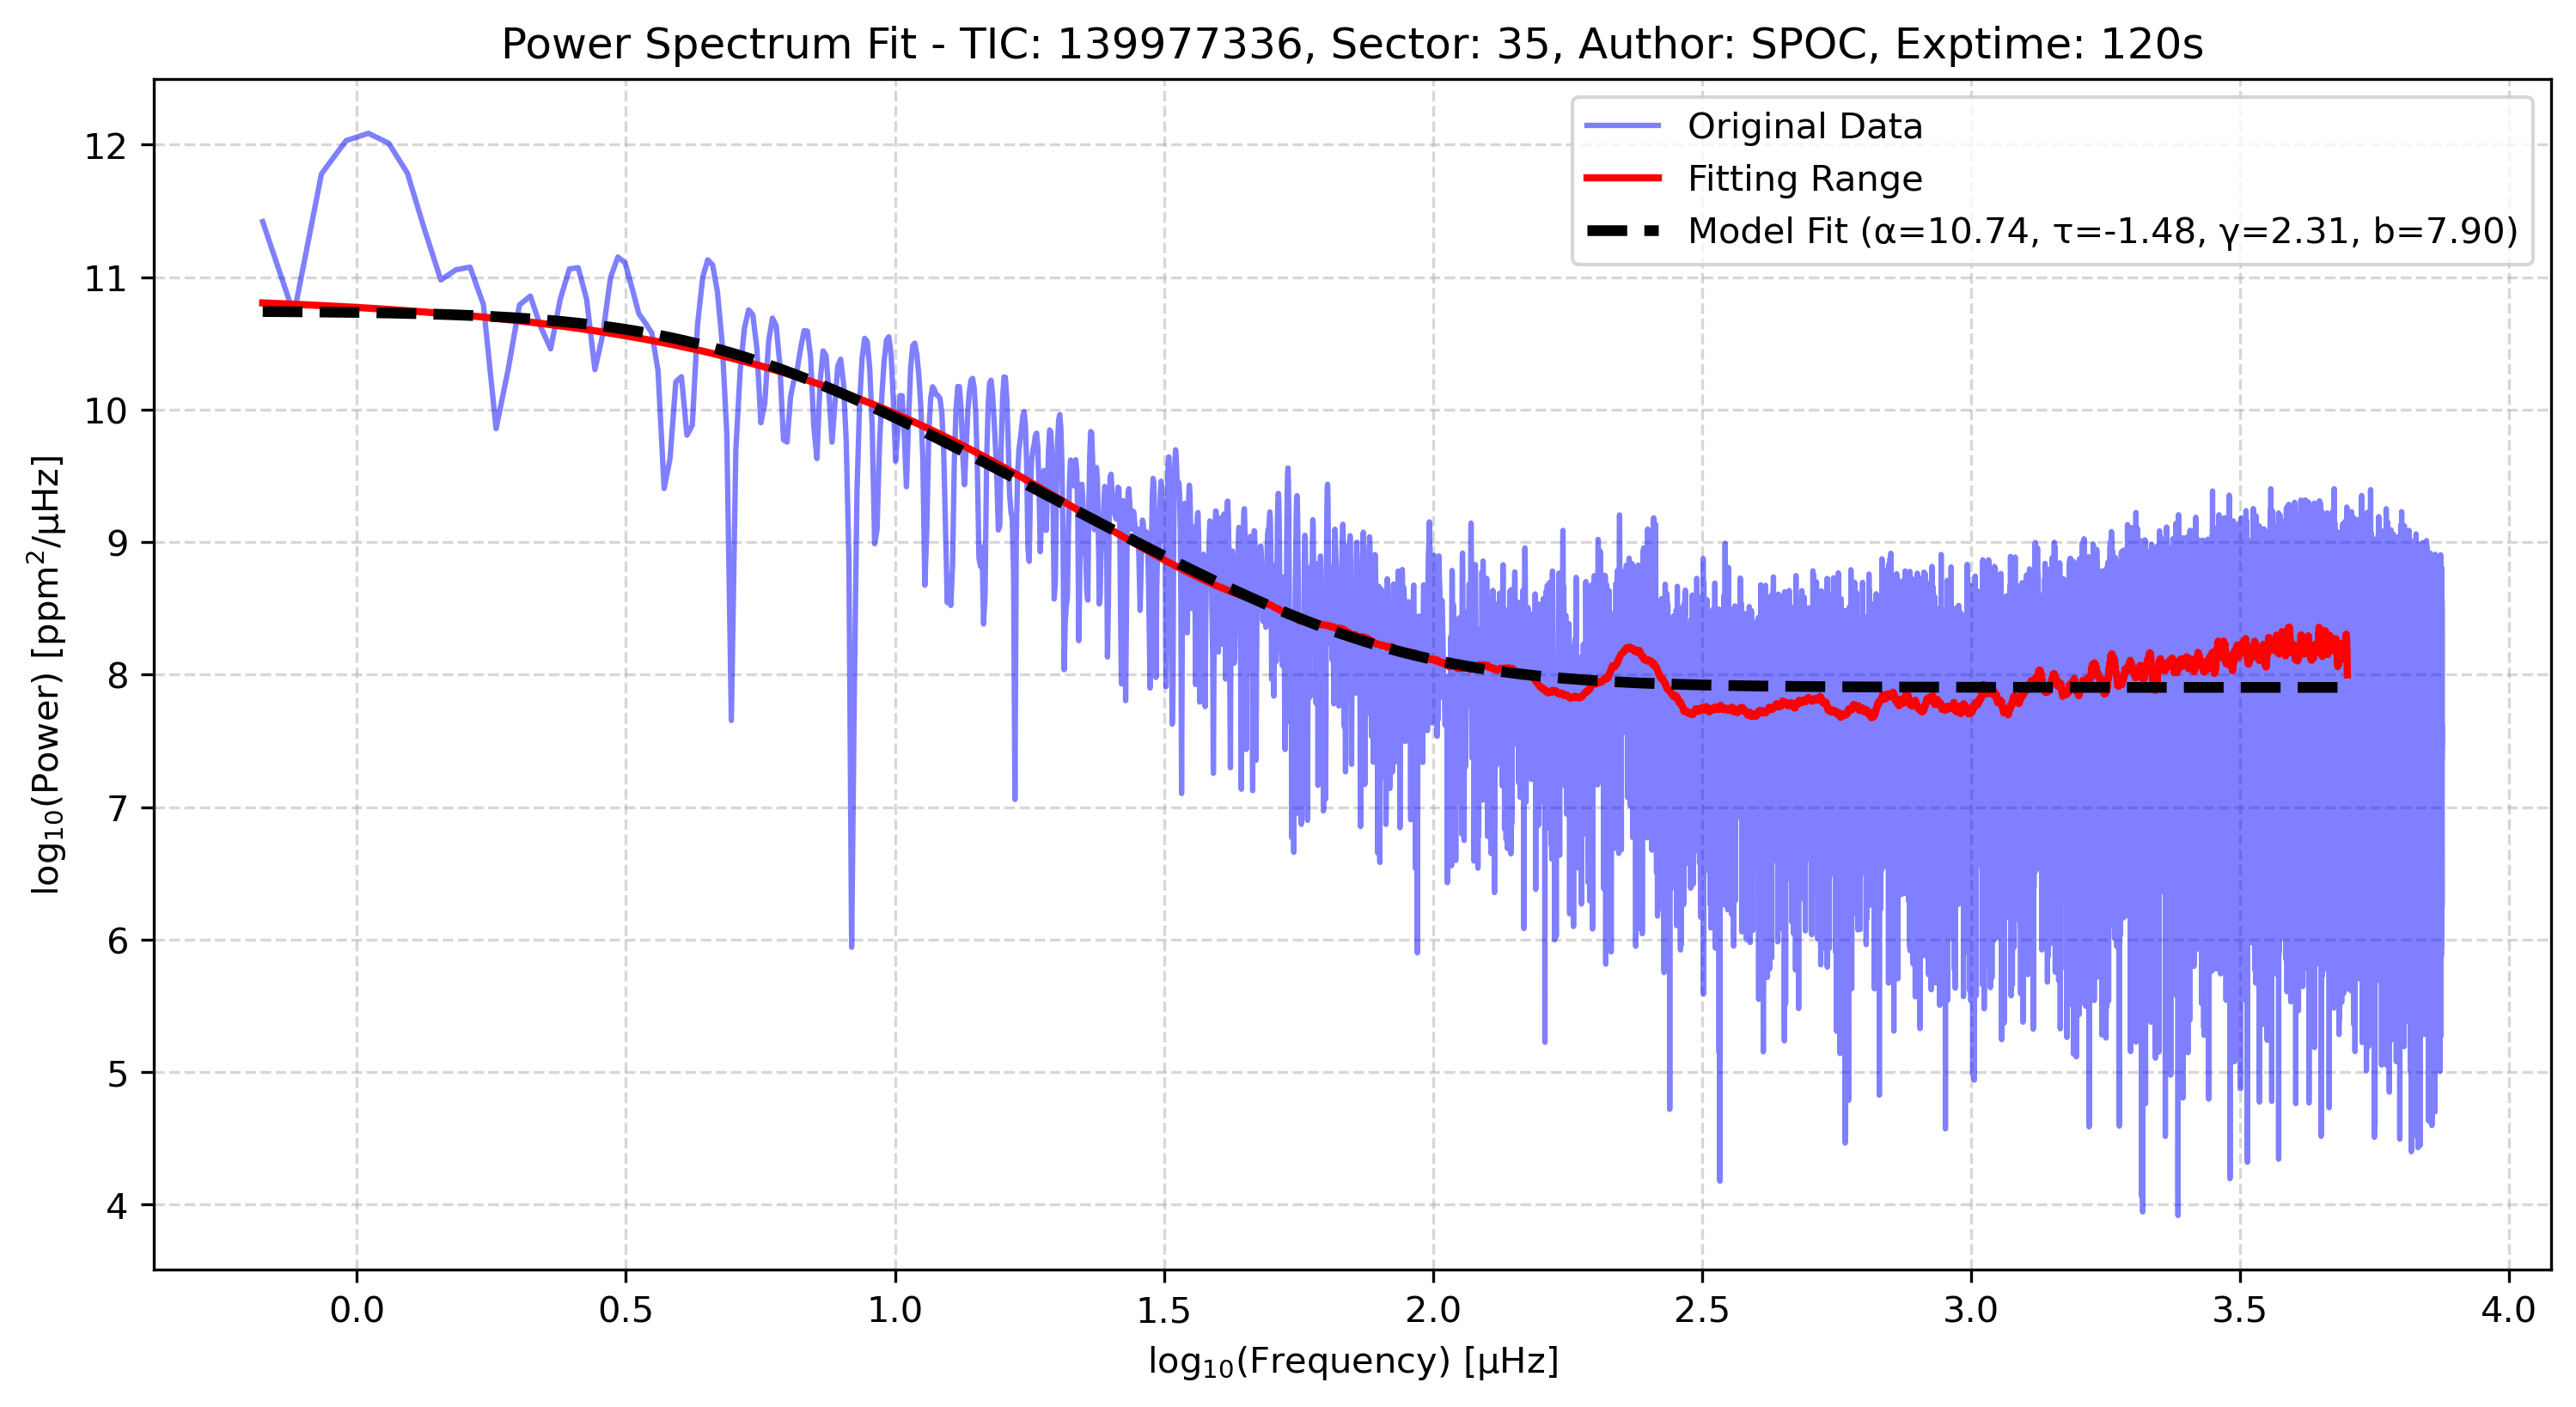 Power Spectrum Fit - TIC: 139977336, Sector: 35, Author: SPOC, Exptime: 120s
Original Data
Fitting Range
Model Fit (α=10.74, τ=-1.48, γ=2.31, b=7.90)
log₁₀(Power) [ppm²/µHz]
12
11
10
9
8
7
6
5
4
0.0 0.5 1.0 1.5 2.0 2.5 3.0 3.5 4.0
log₁₀(Frequency) [µHz]